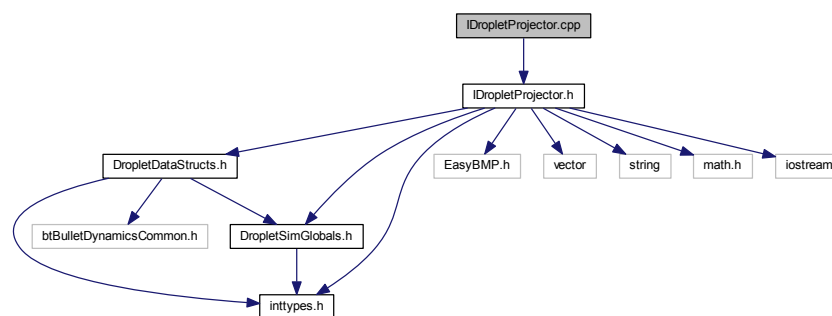 IDropletProjector.cpp
IDropletProjector.h
DropletDataStructs.h
EasyBMP.h
vector
string
math.h
iostream
btBulletDynamicsCommon.h
DropletSimGlobals.h
inttypes.h